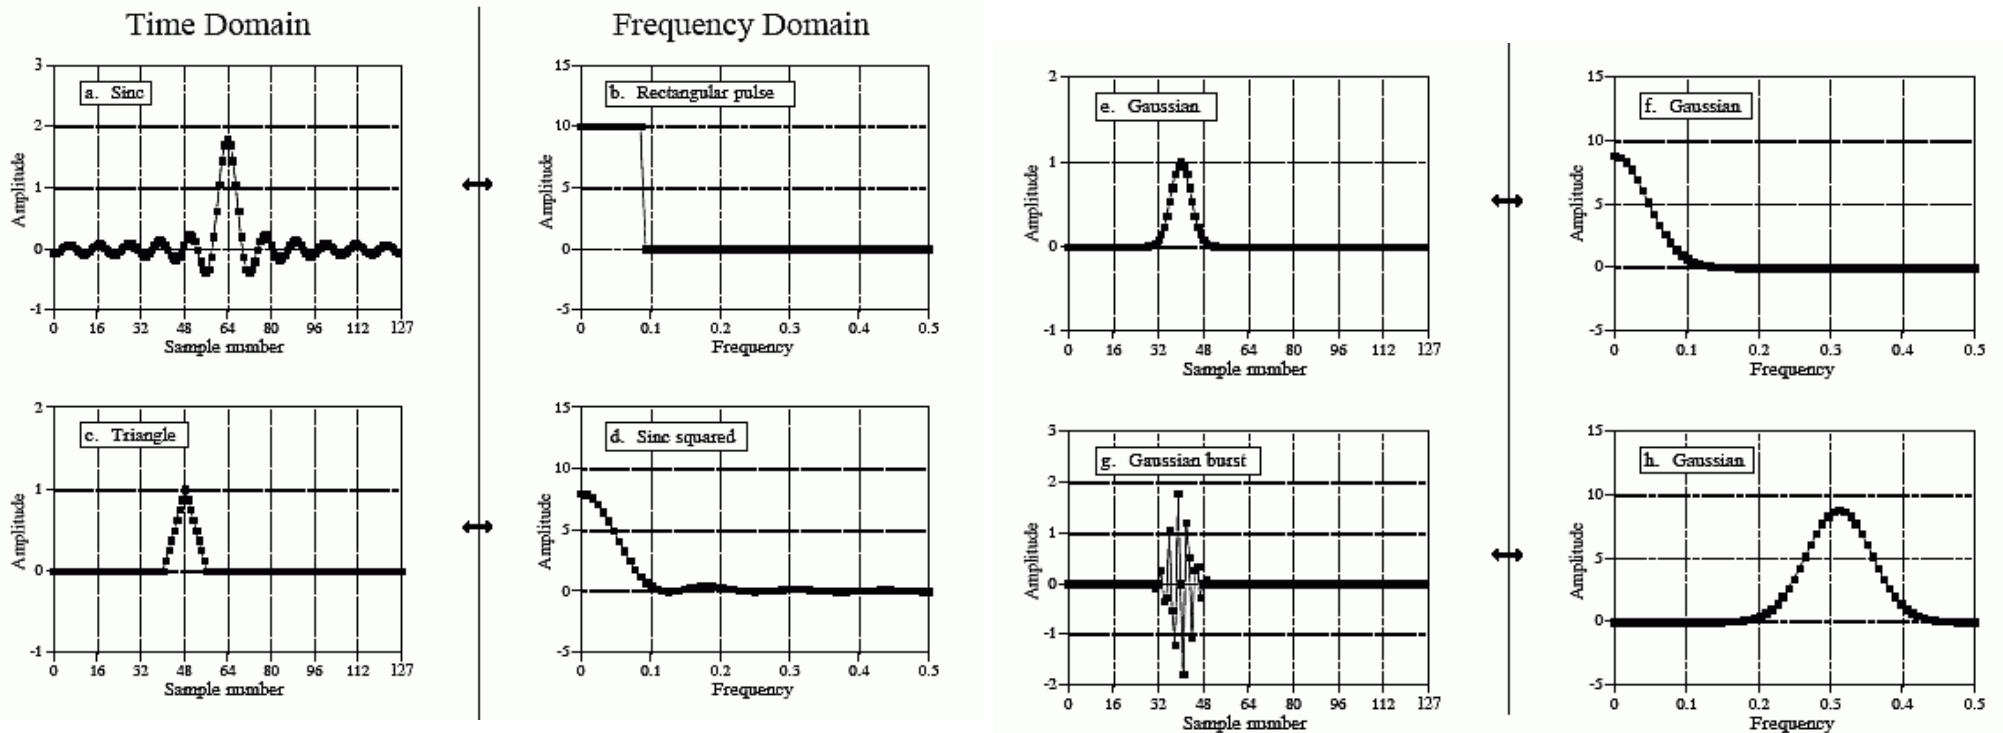 Time Domain
Frequency Domain
a. Sinc
Amplitude
3
2
1
0
-1
0 16 32 48 64 80 96 112 127
Sample number
b. Rectangular pulse
Amplitude
15
10
5
0
-5
0 0.1 0.2 0.3 0.4 0.5
Frequency
c. Triangle
Amplitude
2
1
0
-1
0 16 32 48 64 80 96 112 127
Sample number
d. Sinc squared
Amplitude
15
10
5
0
-5
0 0.1 0.2 0.3 0.4 0.5
Frequency
e. Gaussian
Amplitude
2
1
0
-1
0 16 32 48 64 80 96 112 127
Sample number
f. Gaussian
Amplitude
15
10
5
0
-5
0 0.1 0.2 0.3 0.4 0.5
Frequency
g. Gaussian burst
Amplitude
3
2
1
0
-1
-2
0 16 32 48 64 80 96 112 127
Sample number
h. Gaussian
Amplitude
15
10
5
0
-5
0 0.1 0.2 0.3 0.4 0.5
Frequency